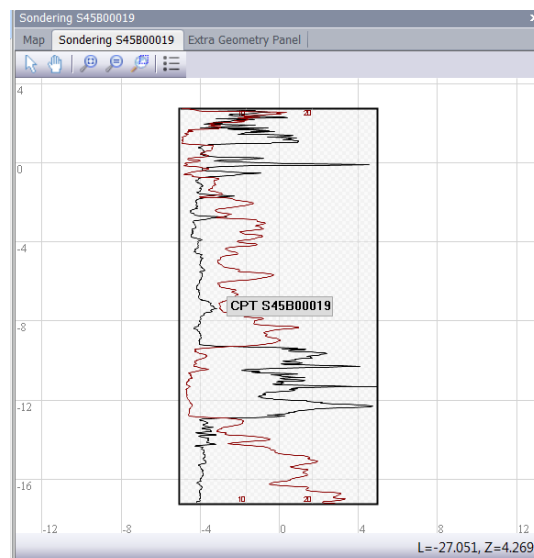 Sondering S45B00019
Map Sondering S45B00019 Extra Geometry Panel
4
20
0
-4
CPT S45B00019
-8
-12
-16
10 20
-12 -8 -4 0 4 8 12
L=-27.051, Z=4.269